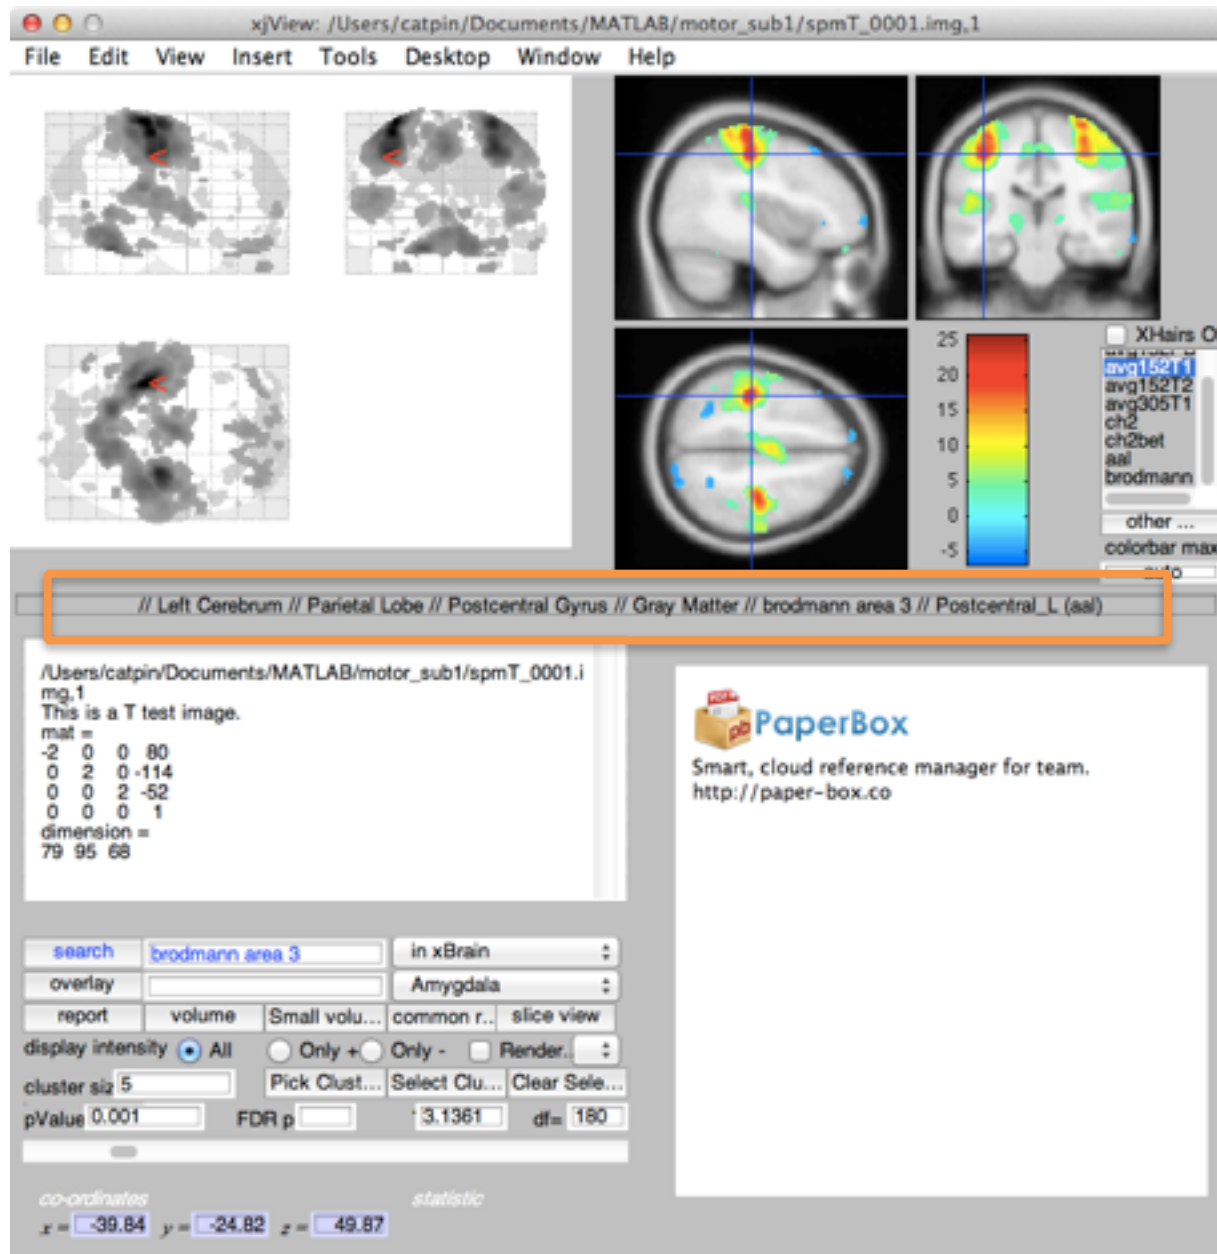 xjView: /Users/catpin/Documents/MATLAB/motor_sub1/spmT_0001.img,1
File Edit View Insert Tools Desktop Window Help
25
20
15
10
5
0
-5
XHairs O
avg152T1
avg152T2
avg305T1
ch2
ch2bet
aal
brodmann
other ...
colorbar max
auto
// Left Cerebrum // Parietal Lobe // Postcentral Gyrus // Gray Matter // brodmann area 3 // Postcentral_L (aal)
/Users/catpin/Documents/MATLAB/motor_sub1/spmT_0001.i
mg,1
This is a T test image.
mat =
-2 0 0 80
0 2 0 -114
0 0 2 -52
0 0 0 1
dimension =
79 95 68
PaperBox
Smart, cloud reference manager for team.
http://paper-box.co
search brodmann area 3 in xBrain
overlay Amygdala
report volume Small volu... common r.. slice view
display intensity All Only + Only - Render..
cluster siz 5 Pick Clust... Select Clu... Clear Sele...
pValue 0.001 FDR p 3.1361 df= 180
co-ordinates statistic
x = -39.84 y = -24.82 z = 49.87